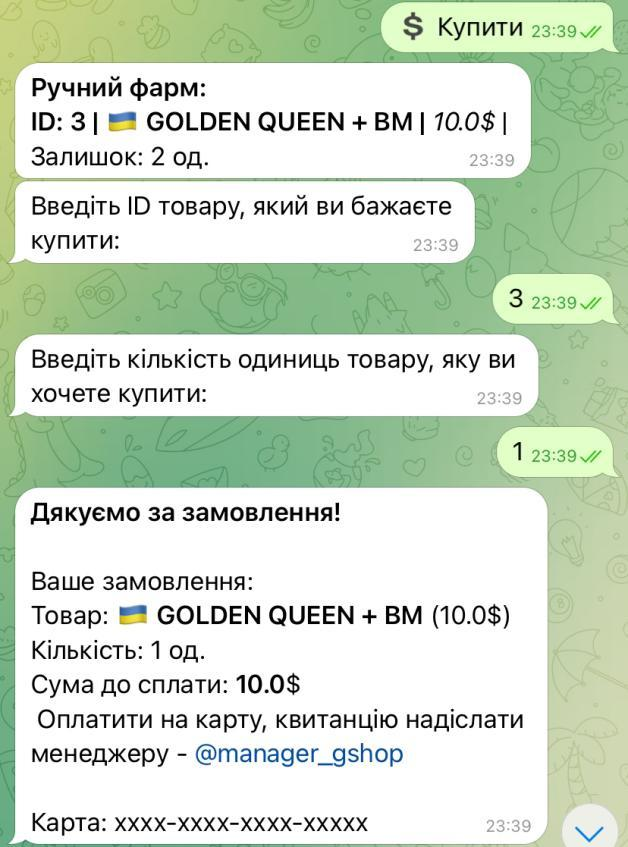 $ Купити 23:39
Ручний фарм:
ID: 3 | 🇺🇦 GOLDEN QUEEN + BM | 10.0$ |
Залишок: 2 од. 23:39
Введіть ID товару, який ви бажаєте
купити: 23:39
3 23:39
Введіть кількість одиниць товару, яку ви
хочете купити: 23:39
1 23:39
Дякуємо за замовлення!
Ваше замовлення:
Товар: 🇺🇦 GOLDEN QUEEN + BM (10.0$)
Кількість: 1 од.
Сума до сплати: 10.0$
Оплатити на карту, квитанцію надіслати
менеджеру - @manager_gshop
Карта: xxxx-xxxx-xxxx-xxxxx 23:39